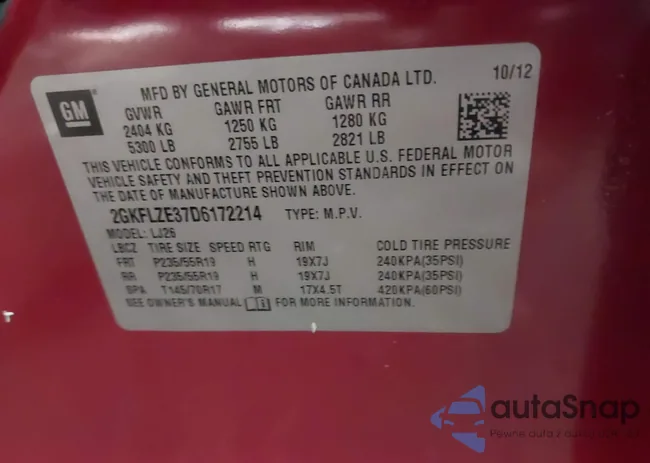 GM
MFD BY GENERAL MOTORS OF CANADA LTD. 10/12
GVWR GAWR FRT GAWR RR
2404 KG 1250 KG 1280 KG
5300 LB 2755 LB 2821 LB
THIS VEHICLE CONFORMS TO ALL APPLICABLE U.S. FEDERAL MOTOR
VEHICLE SAFETY AND THEFT PREVENTION STANDARDS IN EFFECT ON
THE DATE OF MANUFACTURE SHOWN ABOVE.
2GKFLZE37D6172214 TYPE: M.P.V.
MODEL: LJ26
LBCZ TIRE SIZE SPEED RTG RIM COLD TIRE PRESSURE
FRT P235/55R19 H 19X7J 240KPA(35PSI)
RR P235/55R19 H 19X7J 240KPA(35PSI)
SPA T145/70R17 M 17X4.5T 420KPA(60PSI)
SEE OWNER'S MANUAL FOR MORE INFORMATION.
autaSnap
Pewne auta z